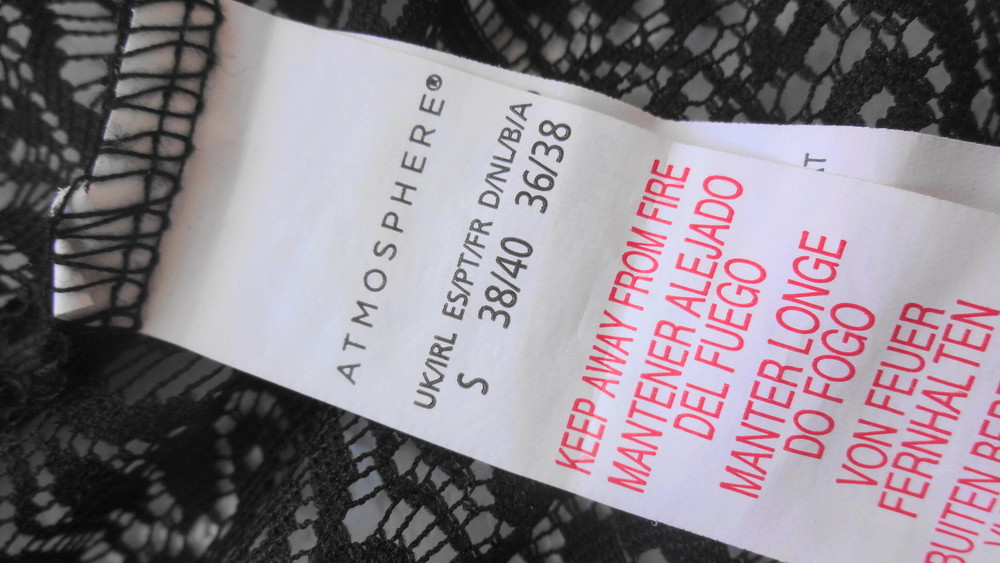 ATMOSPHERE®
UK/IRL ES/PT/FR D/NL/B/A
S 38/40 36/38
KEEP AWAY FROM FIRE
MANTENER ALEJADO
DEL FUEGO
MANTER LONGE
DO FOGO
VON FEUER
FERNHALTEN
BUITEN